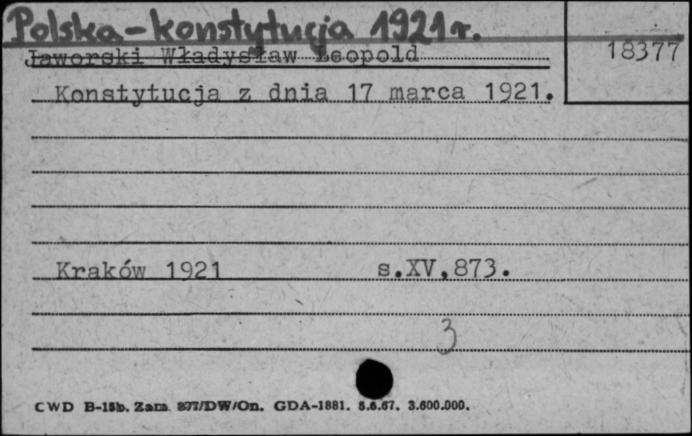 Polska - konstytucja 1921 r.
Jaworski Władysław Leopold
18377
Konstytucja z dnia 17 marca 1921.
Kraków 1921 s.XV,873.
3
CWD B-15b. Zam. 877/DW/On. GDA-1881. 5.6.67. 3.600.000.